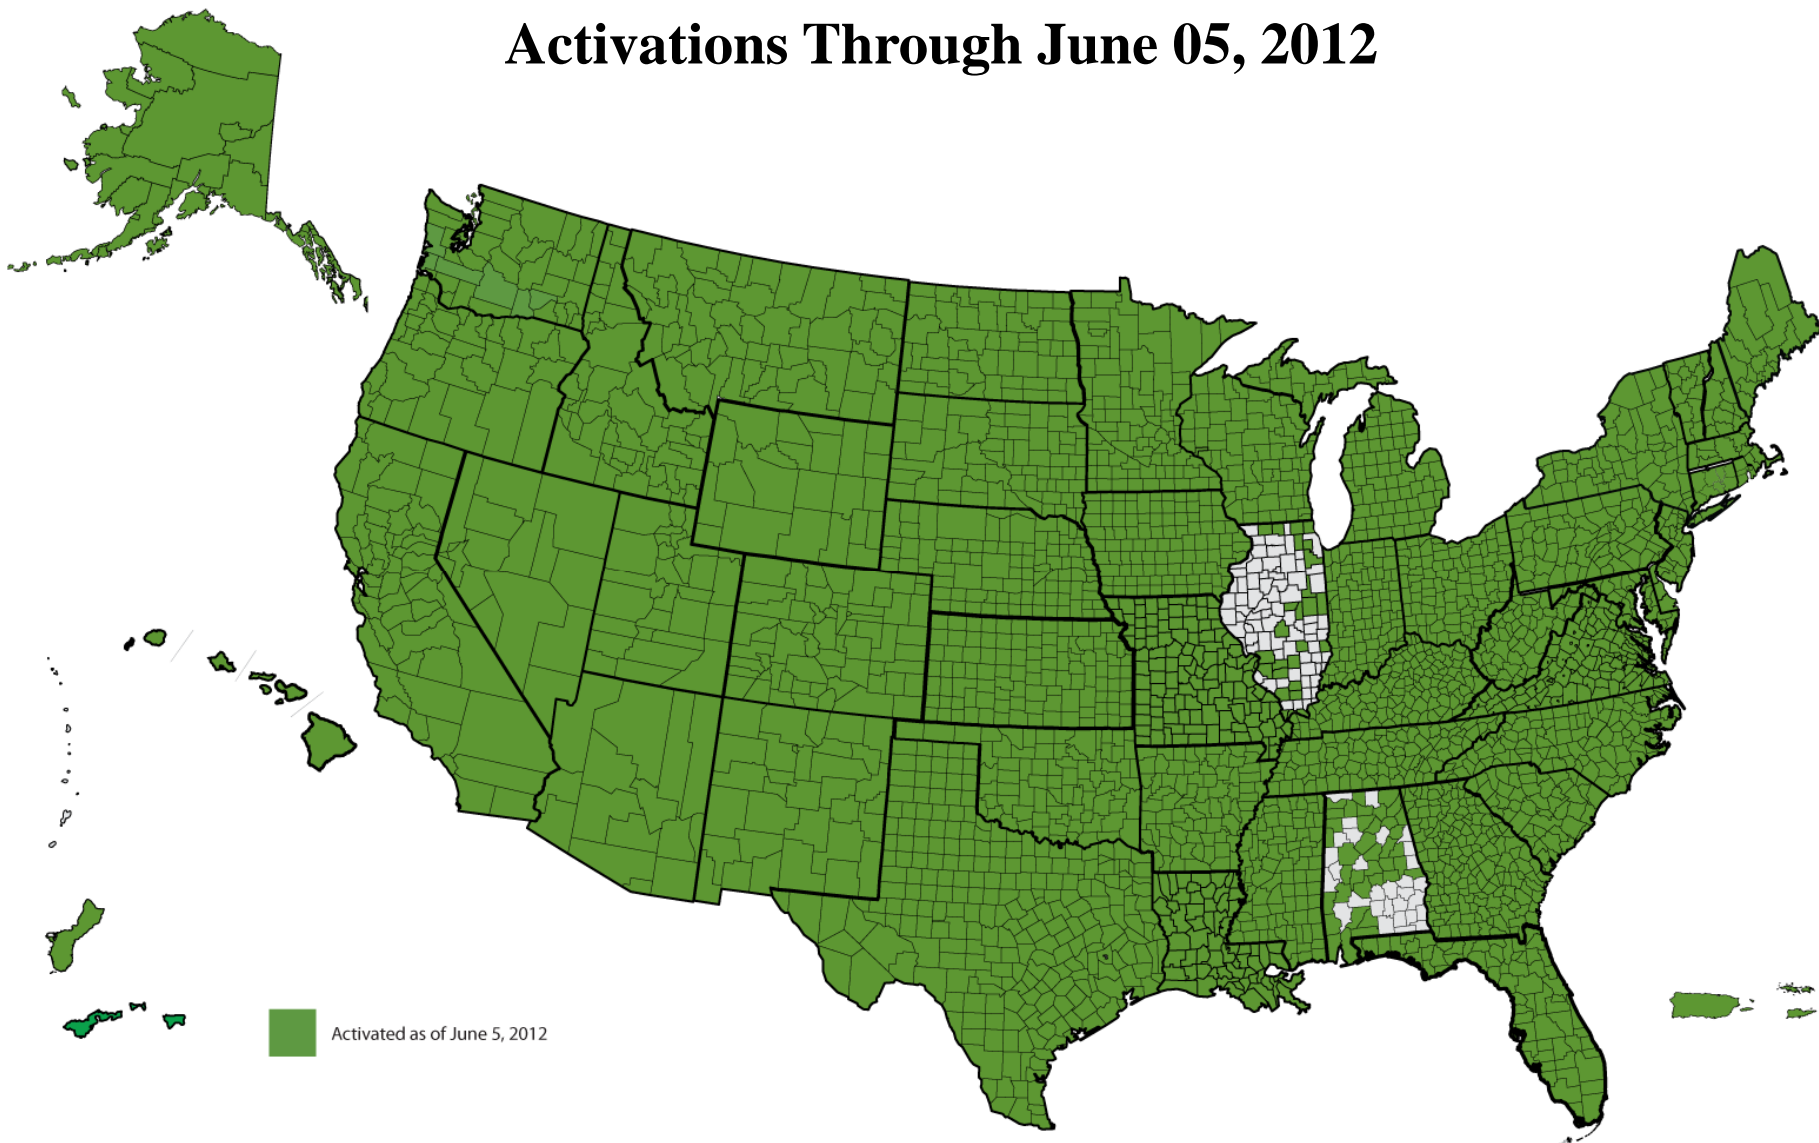 Activations Through June 05, 2012
Activated as of June 5, 2012